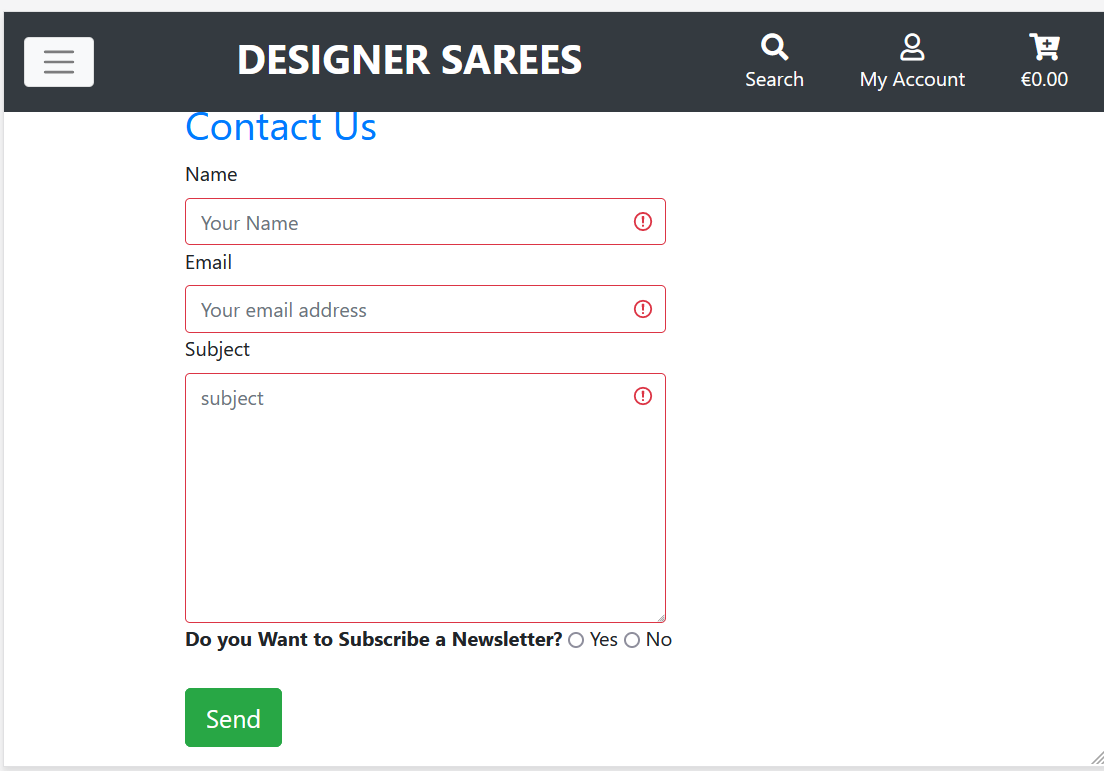 DESIGNER SAREES
Search
My Account
€0.00
Contact Us
Name
Your Name
Email
Your email address
Subject
subject
Do you Want to Subscribe a Newsletter? Yes No
Send